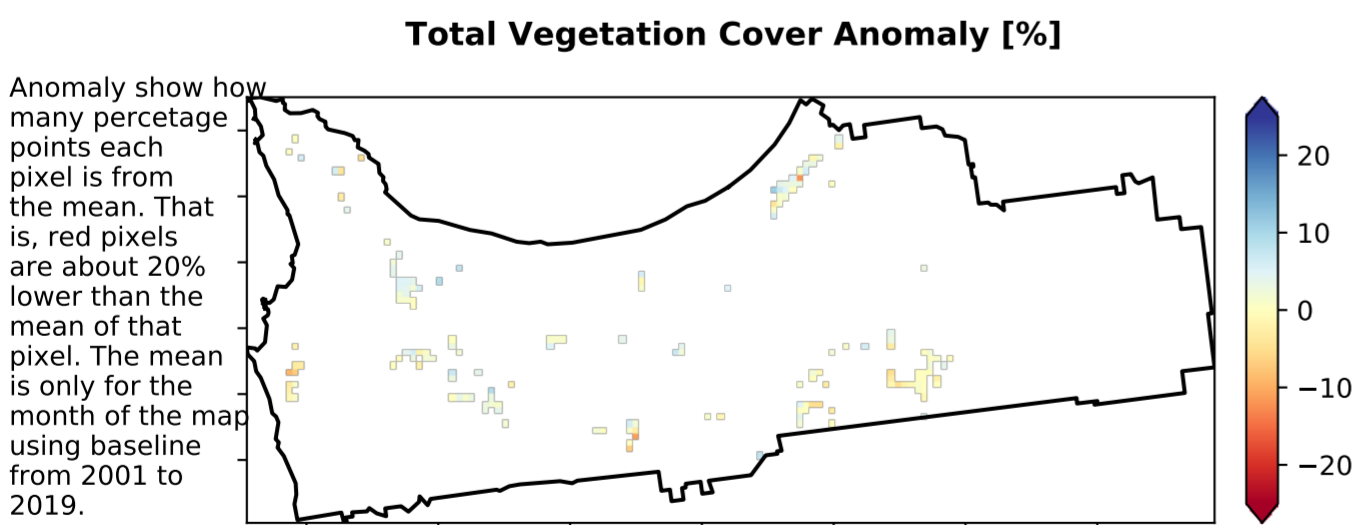 Total Vegetation Cover Anomaly [%]
Anomaly show how
many percetage
points each
pixel is from
the mean. That
is, red pixels
are about 20%
lower than the
mean of that
pixel. The mean
is only for the
month of the map
using baseline
from 2001 to
2019.
20
10
0
−10
−20